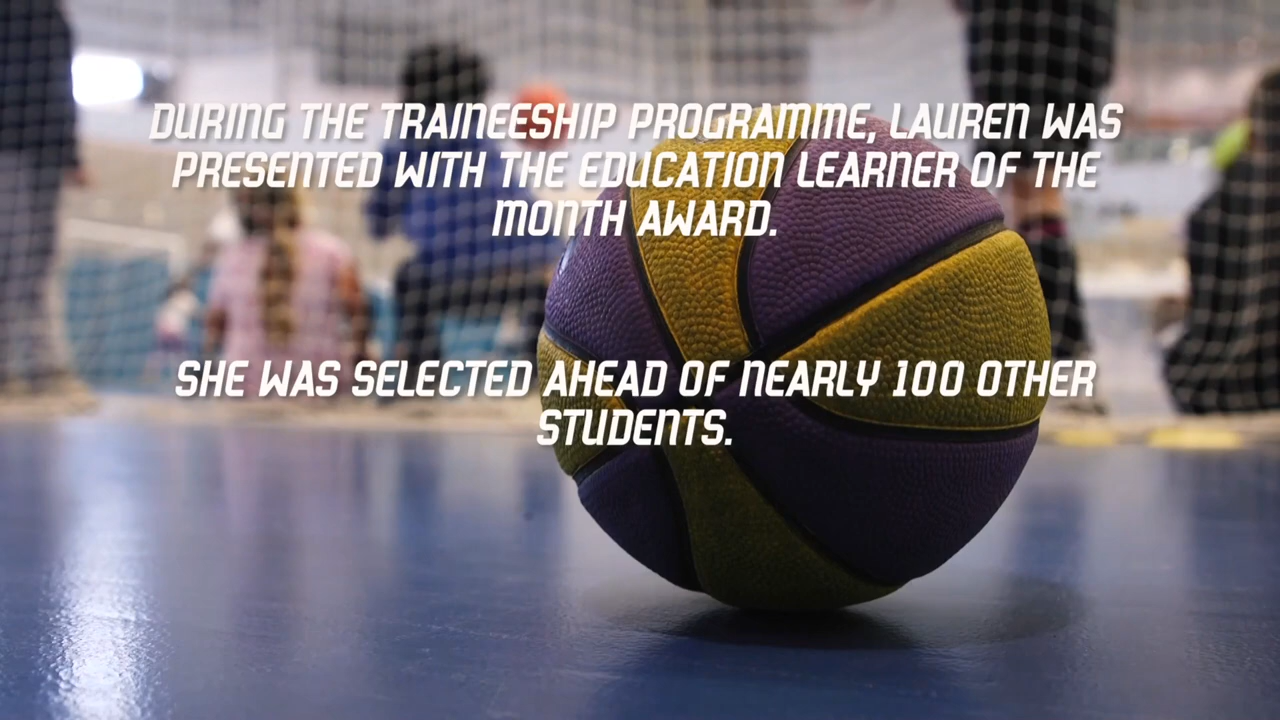 DURING THE TRAINEESHIP PROGRAMME, LAUREN WAS
PRESENTED WITH THE EDUCATION LEARNER OF THE
MONTH AWARD.
SHE WAS SELECTED AHEAD OF NEARLY 100 OTHER
STUDENTS.